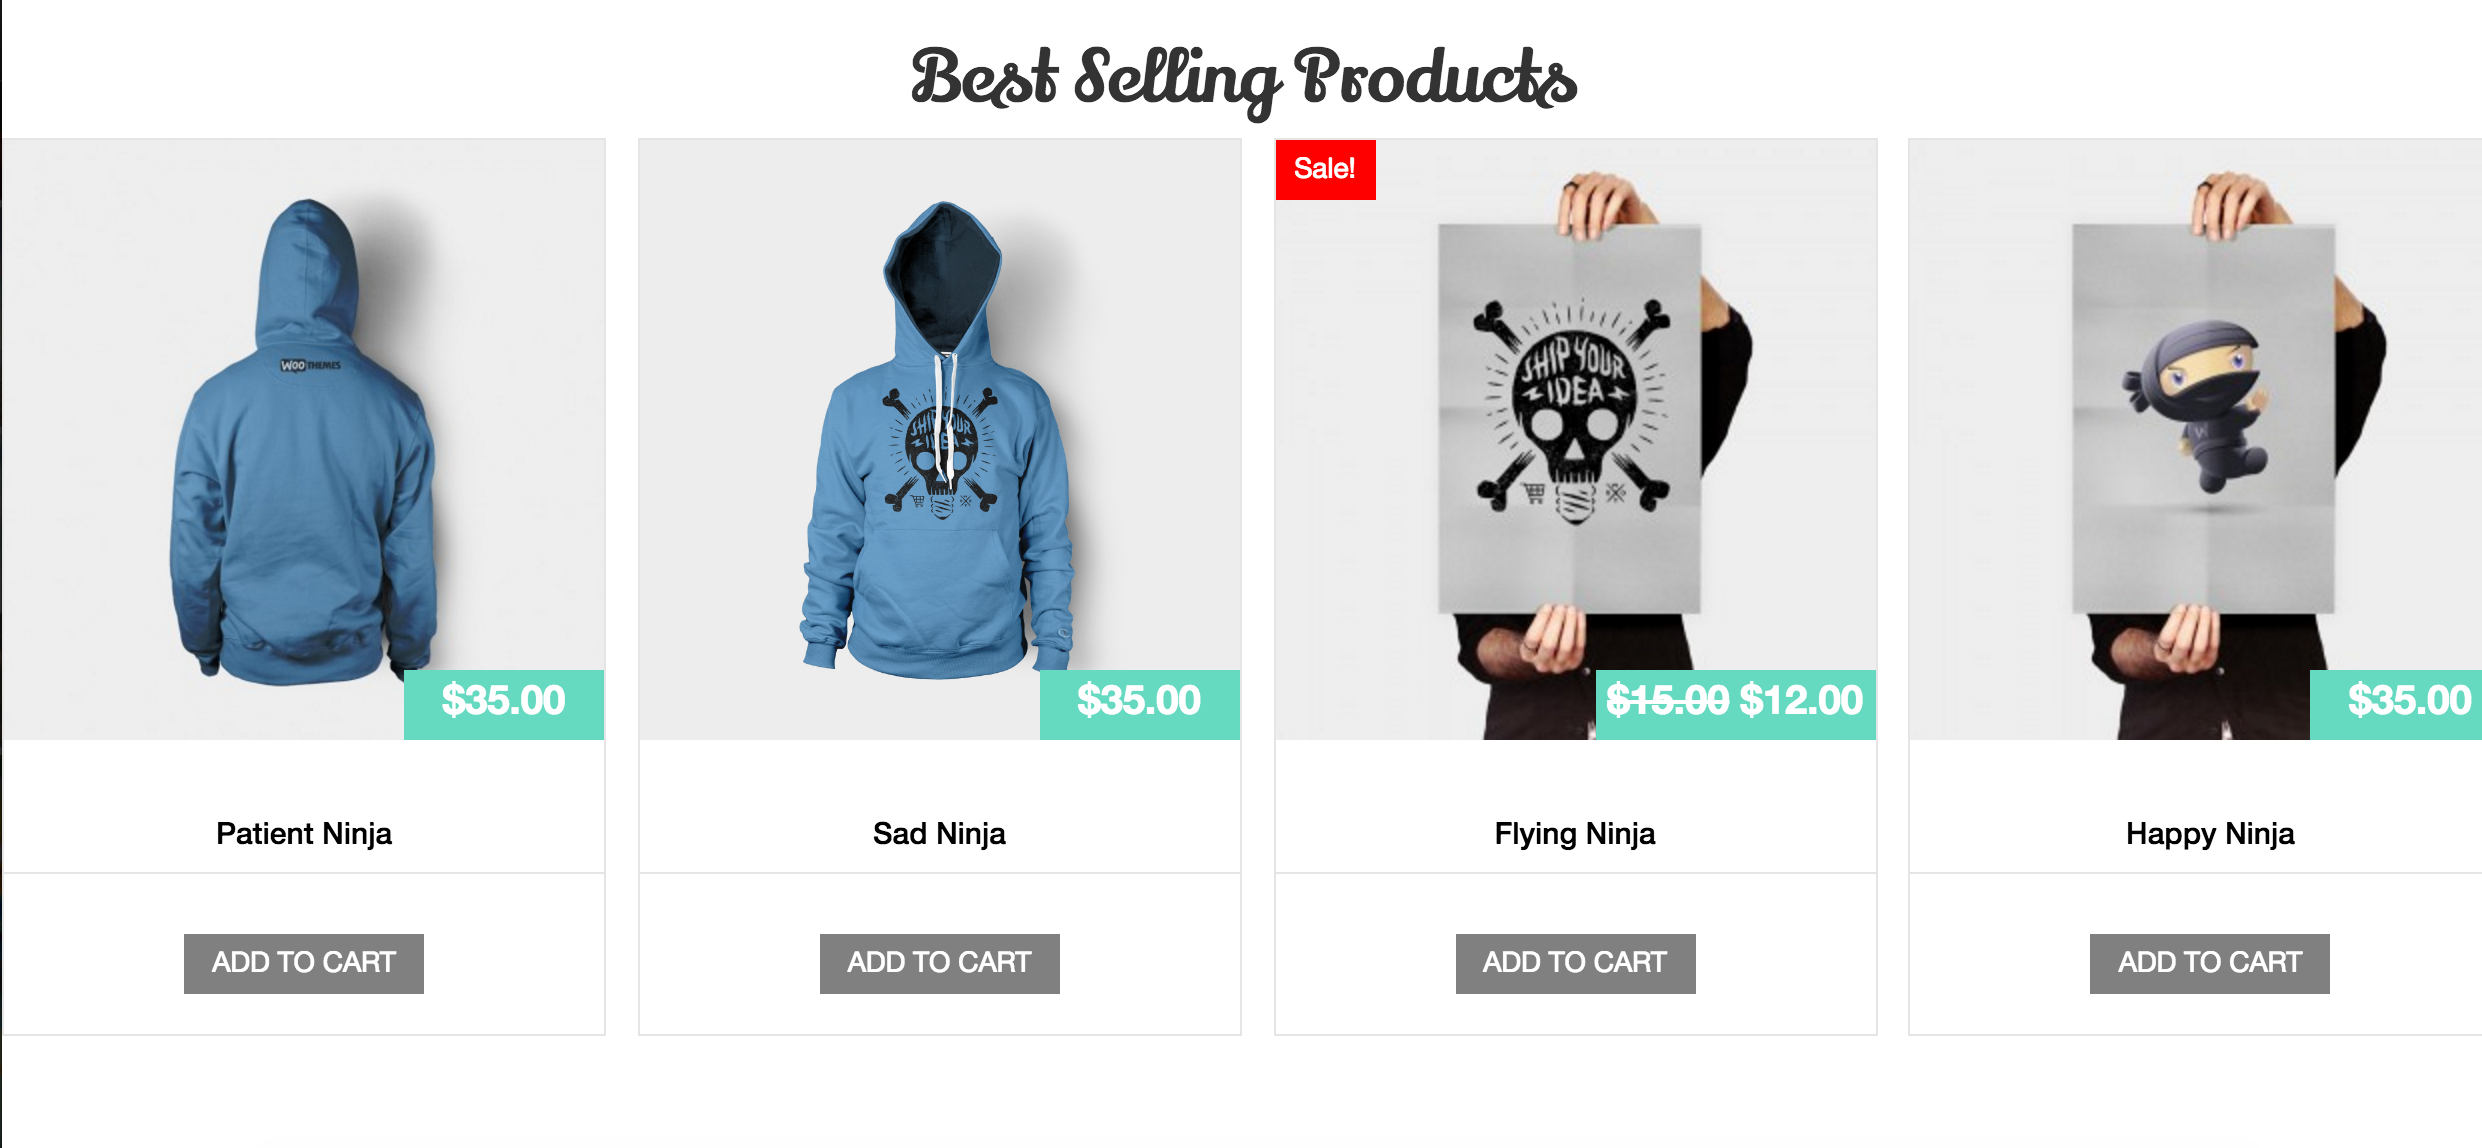 Best Selling Products
WOOTHEMES
$35.00
Patient Ninja
ADD TO CART
SHIP YOUR
IDEA
$35.00
Sad Ninja
ADD TO CART
Sale!
SHIP YOUR
IDEA
$15.00 $12.00
Flying Ninja
ADD TO CART
W
$35.00
Happy Ninja
ADD TO CART